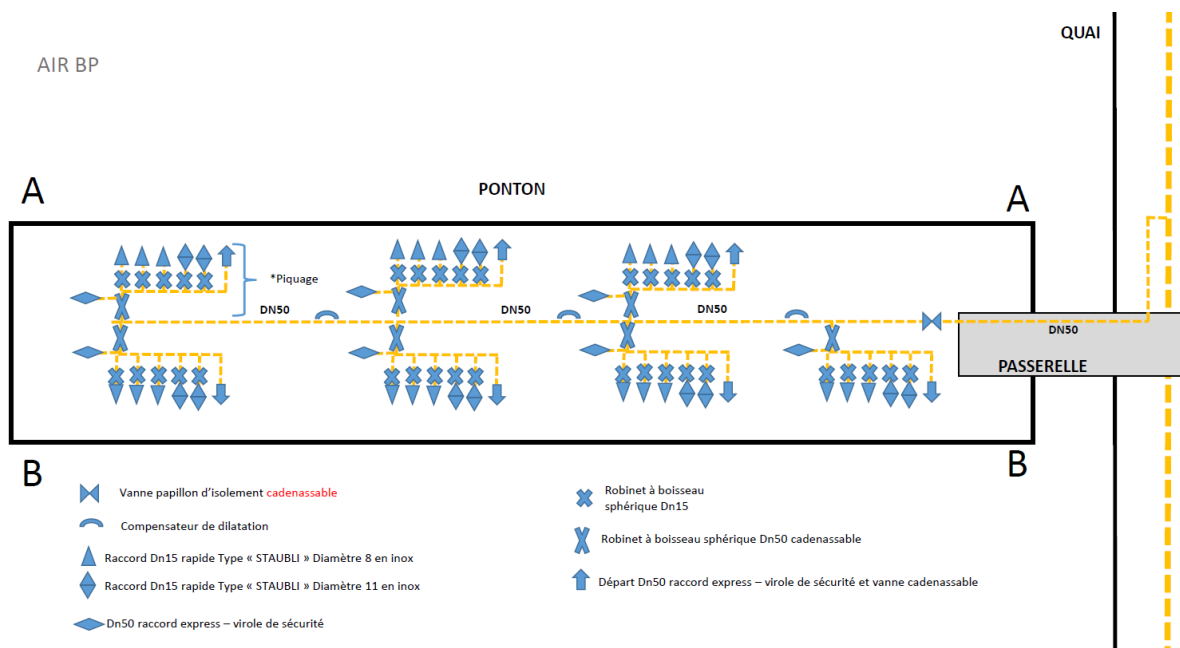 QUAI
AIR BP
A
PONTON
A
*Piquage
DN50
DN50
DN50
DN50
PASSERELLE
B
B
Vanne papillon d’isolement cadenassable
Compensateur de dilatation
Raccord Dn15 rapide Type « STAUBLI » Diamètre 8 en inox
Raccord Dn15 rapide Type « STAUBLI » Diamètre 11 en inox
Dn50 raccord express – virole de sécurité
Robinet à boisseau
sphérique Dn15
Robinet à boisseau sphérique Dn50 cadenassable
Départ Dn50 raccord express – virole de sécurité et vanne cadenassable